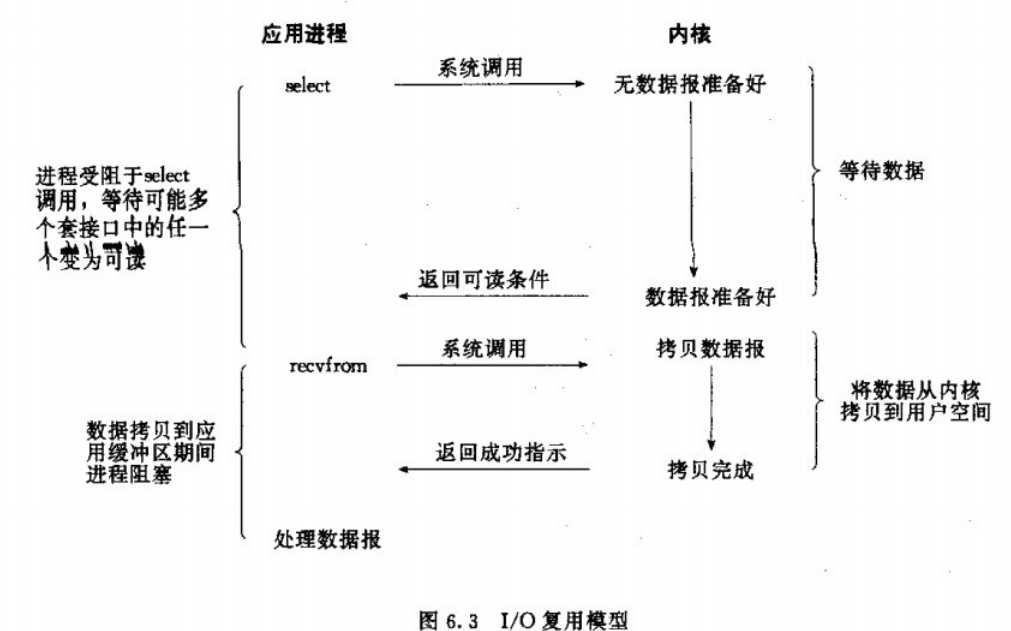 应用进程
内核
select
系统调用
无数据报准备好
进程受阻于select
调用，等待可能多
个套接口中的任一
个变为可读
等待数据
返回可读条件
数据报准备好
recvfrom
系统调用
拷贝数据报
将数据从内核
拷贝到用户空间
数据拷贝到应
用缓冲区期间
进程阻塞
返回成功指示
拷贝完成
处理数据报
图 6.3 I/O 复用模型